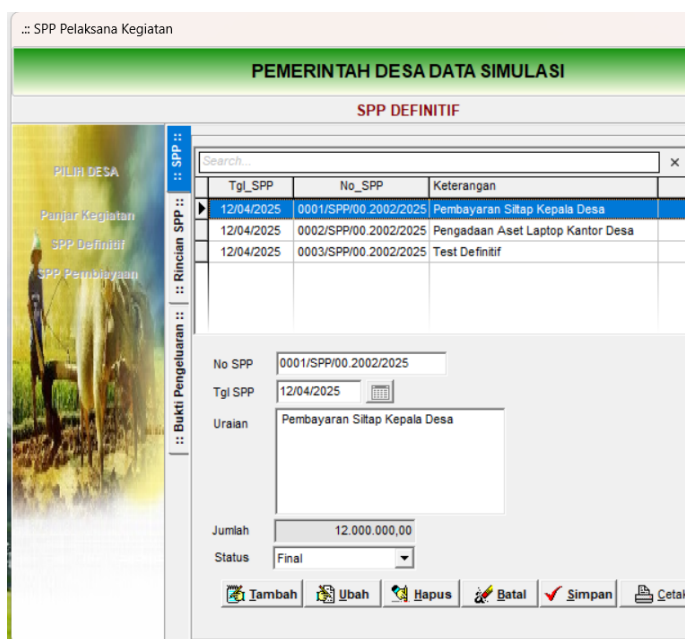 .:: SPP Pelaksana Kegiatan
PEMERINTAH DESA DATA SIMULASI
SPP DEFINITIF
PILIH DESA
Panjar Kegiatan
SPP Definitif
SPP Pembiayaan
:: SPP ::
:: Rincian SPP ::
:: Bukti Pengeluaran ::
Search...
Tgl_SPP No_SPP Keterangan
12/04/2025 0001/SPP/00.2002/2025 Pembayaran Siltap Kepala Desa
12/04/2025 0002/SPP/00.2002/2025 Pengadaan Aset Laptop Kantor Desa
12/04/2025 0003/SPP/00.2002/2025 Test Definitif
No SPP 0001/SPP/00.2002/2025
Tgl SPP 12/04/2025
Uraian Pembayaran Siltap Kepala Desa
Jumlah 12.000.000,00
Status Final
Tambah Ubah Hapus Batal Simpan Cetak